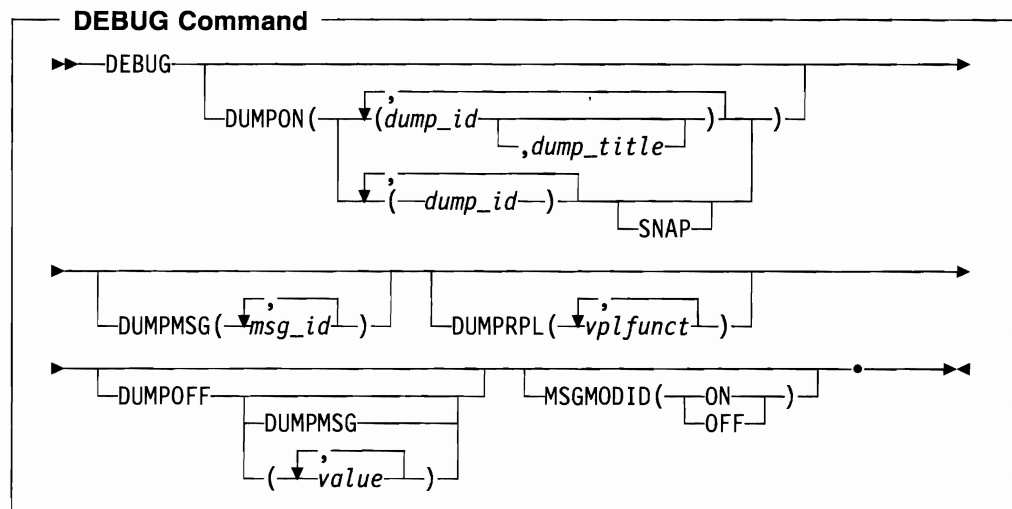 DEBUG Command
DEBUG
,
DUMPON( (dump_id ,dump_title ) )
,
( dump_id ) SNAP
, ,
DUMPMSG( msg_id ) DUMPRPL( vplfunct )
DUMPOFF MSGMODID( ON )
DUMPMSG OFF
,
( value )